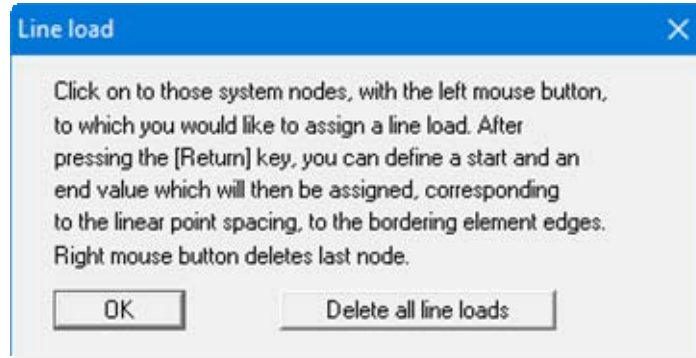 Line load
Click on to those system nodes, with the left mouse button,
to which you would like to assign a line load. After
pressing the [Return] key, you can define a start and an
end value which will then be assigned, corresponding
to the linear point spacing, to the bordering element edges.
Right mouse button deletes last node.
OK
Delete all line loads